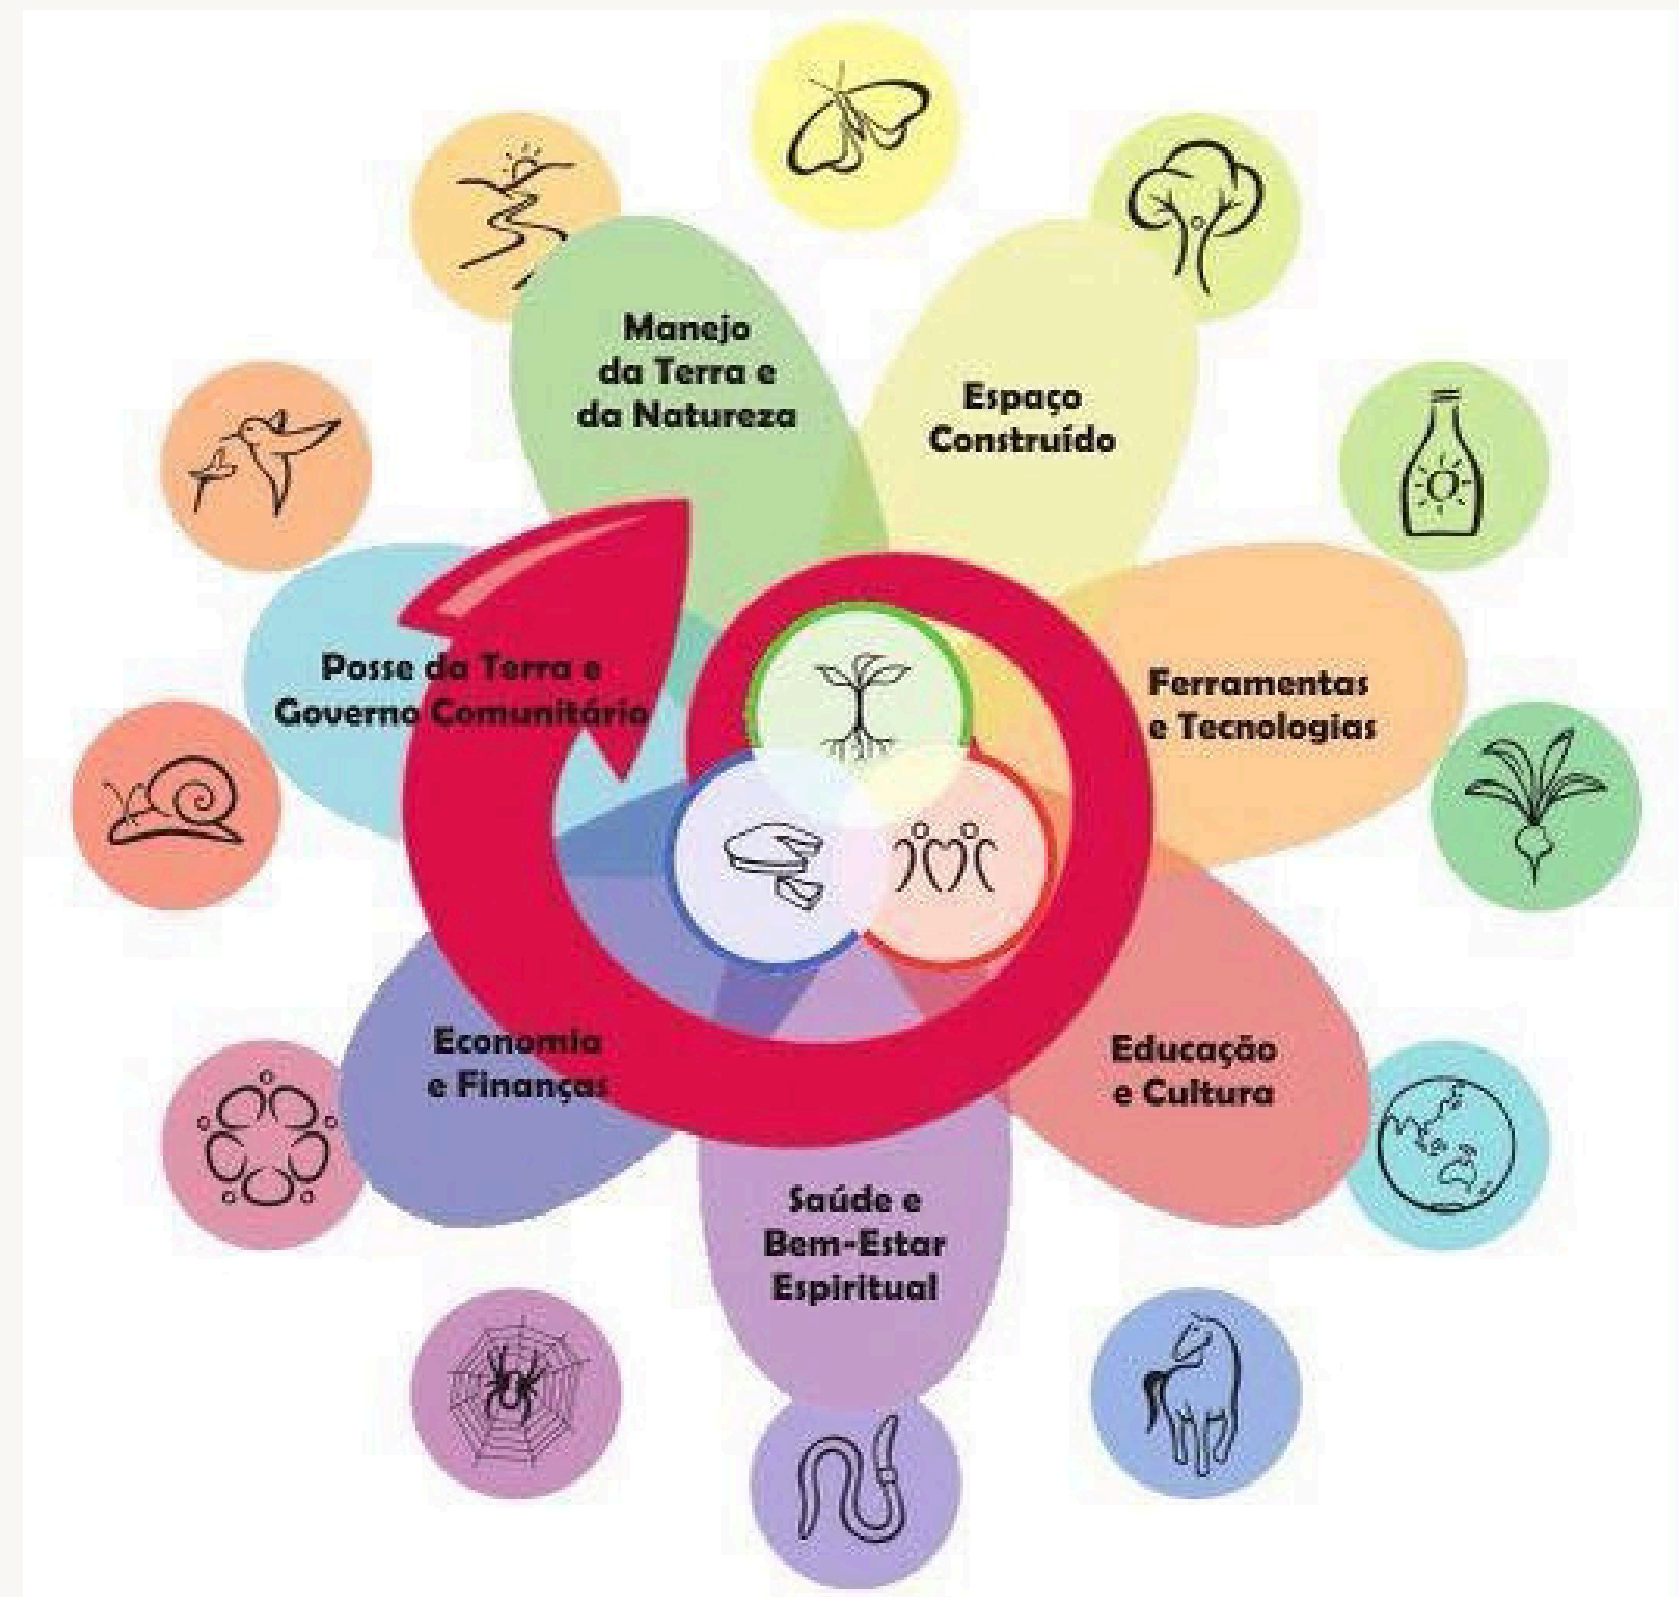 Manejo
da Terra e
da Natureza
Espaço
Construído
Ferramentas
e Tecnologias
Educação
e Cultura
Saúde e
Bem-Estar
Espiritual
Economia
e Finanças
Posse da Terra e
Governo Comunitário